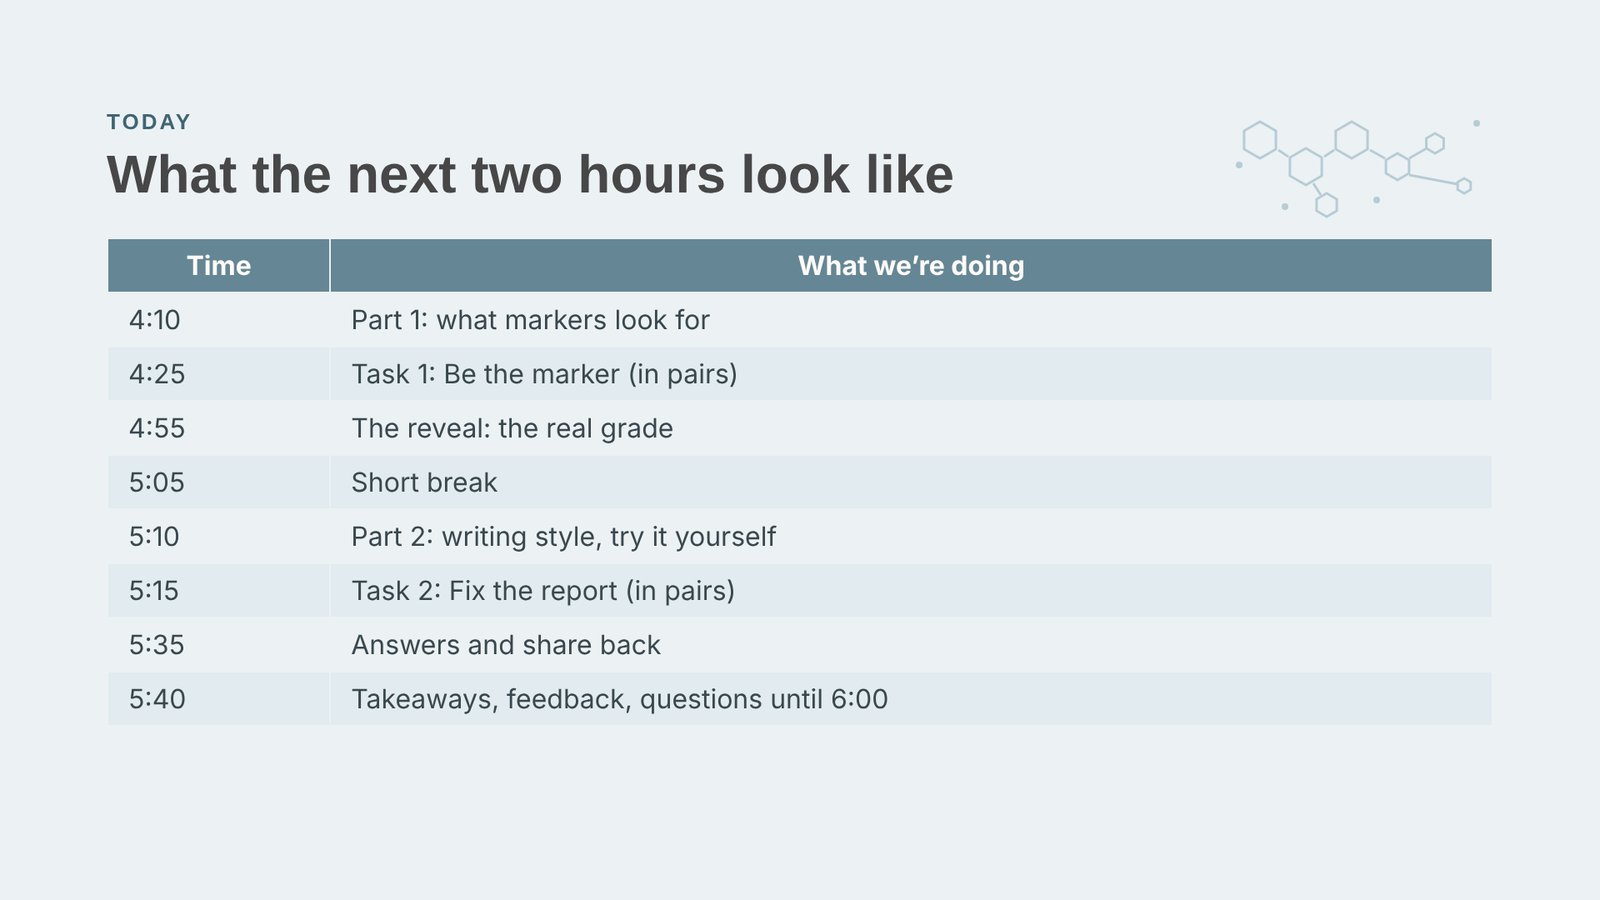 TODAY
What the next two hours look like
Time What we’re doing
4:10 Part 1: what markers look for
4:25 Task 1: Be the marker (in pairs)
4:55 The reveal: the real grade
5:05 Short break
5:10 Part 2: writing style, try it yourself
5:15 Task 2: Fix the report (in pairs)
5:35 Answers and share back
5:40 Takeaways, feedback, questions until 6:00